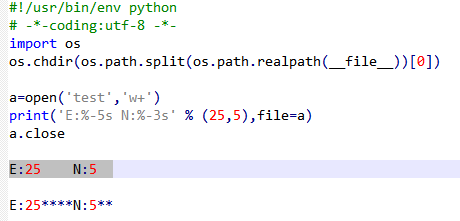 #!/usr/bin/env python
# -*-coding:utf-8 -*-
import os
os.chdir(os.path.split(os.path.realpath(__file__))[0])
a=open('test','w+')
print('E:%-5s N:%-3s' % (25,5),file=a)
a.close
E:25    N:5
E:25****N:5**